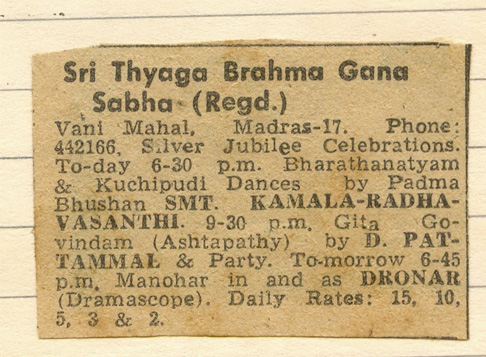 Sri Thyaga Brahma Gana
Sabha (Regd.)
Vani Mahal, Madras-17. Phone:
442166, Silver Jubilee Celebrations.
To-day 6-30 p.m. Bharathanatyam
& Kuchipudi Dances by Padma
Bhushan SMT. KAMALA-RADHA-
VASANTHI. 9-30 p.m. Gita Go-
vindam (Ashtapathy) by D. PAT-
TAMMAL & Party. To-morrow 6-45
p.m. Manohar in and as DRONAR
(Dramascope). Daily Rates: 15, 10,
5, 3 & 2.